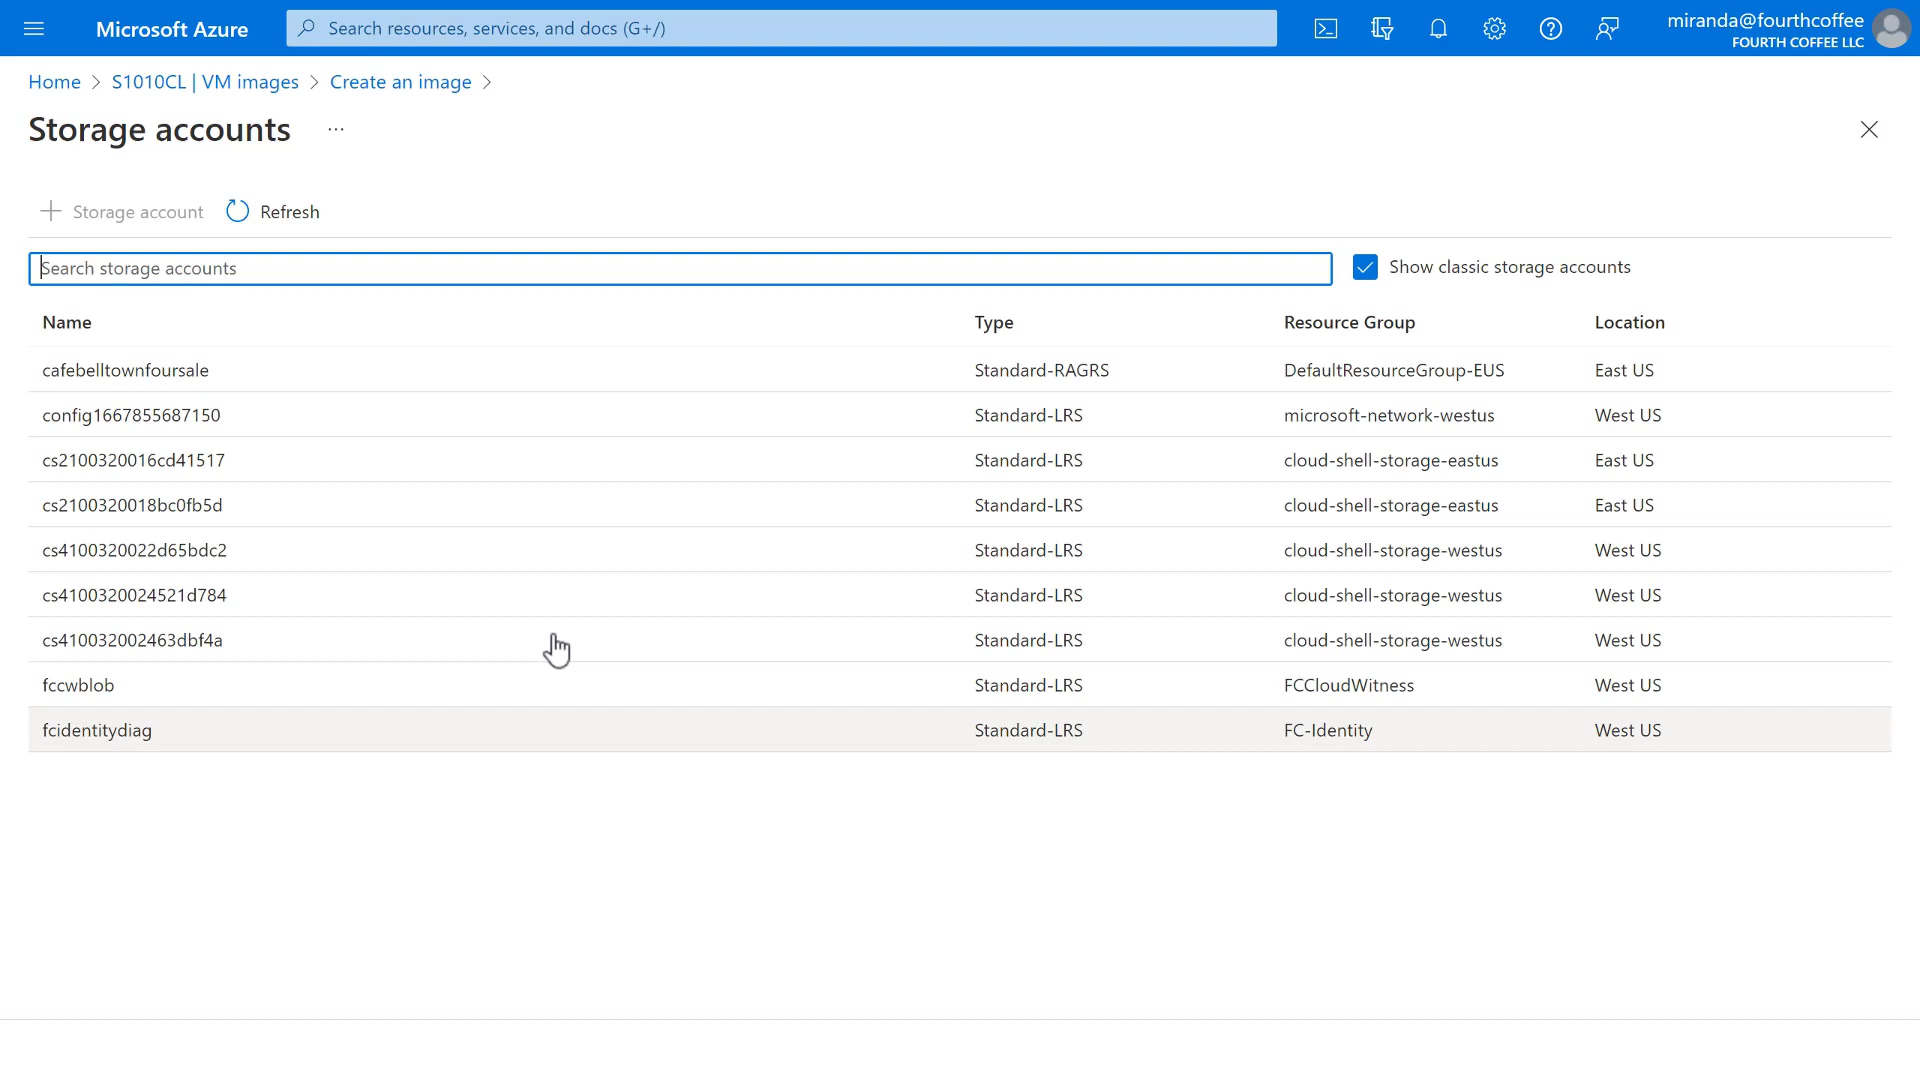 Microsoft Azure
Search resources, services, and docs (G+/)
miranda@fourthcoffee
FOURTH COFFEE LLC
Home > S1010CL | VM images > Create an image >
Storage accounts ...
+ Storage account Refresh
Search storage accounts
Show classic storage accounts
Name Type Resource Group Location
cafebelltownfoursale Standard-RAGRS DefaultResourceGroup-EUS East US
config1667855687150 Standard-LRS microsoft-network-westus West US
cs2100320016cd41517 Standard-LRS cloud-shell-storage-eastus East US
cs2100320018bc0fb5d Standard-LRS cloud-shell-storage-eastus East US
cs4100320022d65bdc2 Standard-LRS cloud-shell-storage-westus West US
cs4100320024521d784 Standard-LRS cloud-shell-storage-westus West US
cs410032002463dbf4a Standard-LRS cloud-shell-storage-westus West US
fccwblob Standard-LRS FCCloudWitness West US
fcidentitydiag Standard-LRS FC-Identity West US